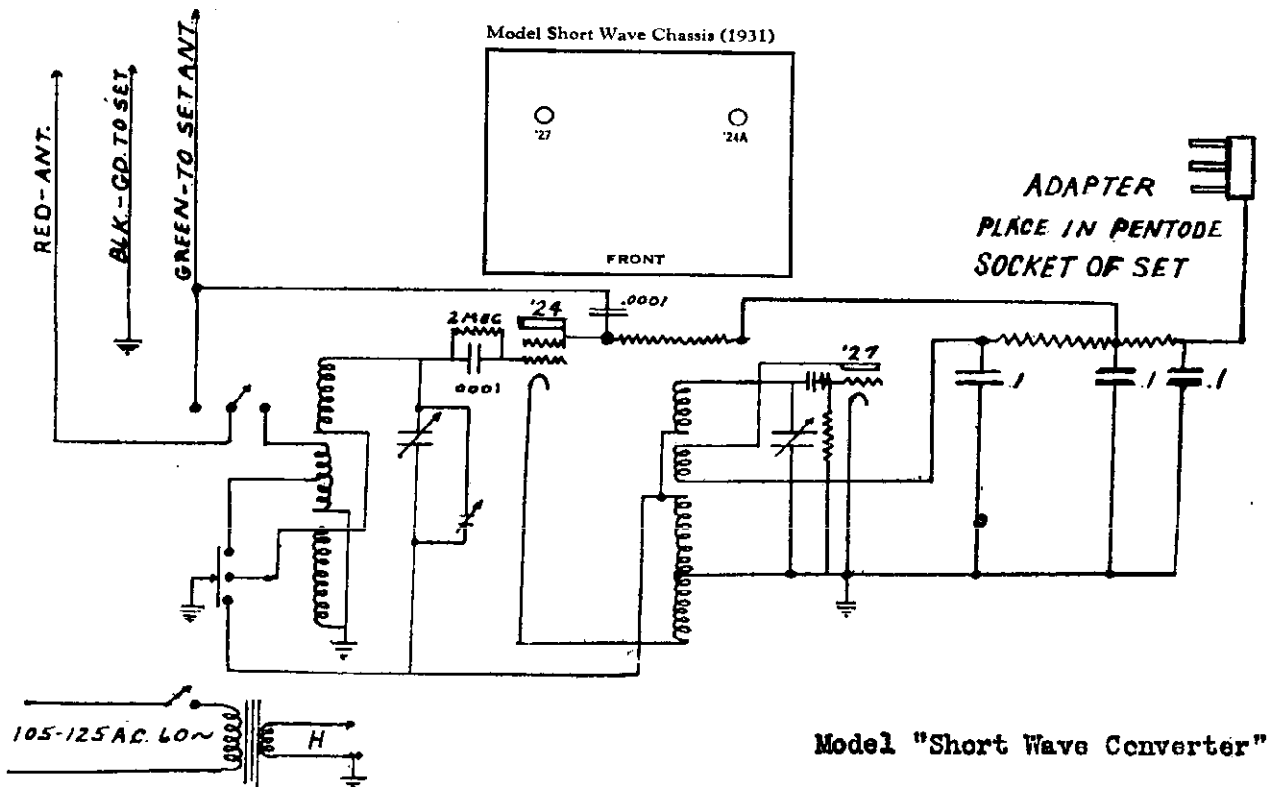 Model Short Wave Chassis (1931)
RED-ANT.
BLK.-GD. TO SET
GREEN-TO SET ANT
'27
'24A
FRONT
ADAPTER
PLACE IN PENTODE
SOCKET OF SET
.0001
2 MEG
'24
.0001
'27
.1
.1
.1
105-125 A.C. 60~
H
Model "Short Wave Converter"